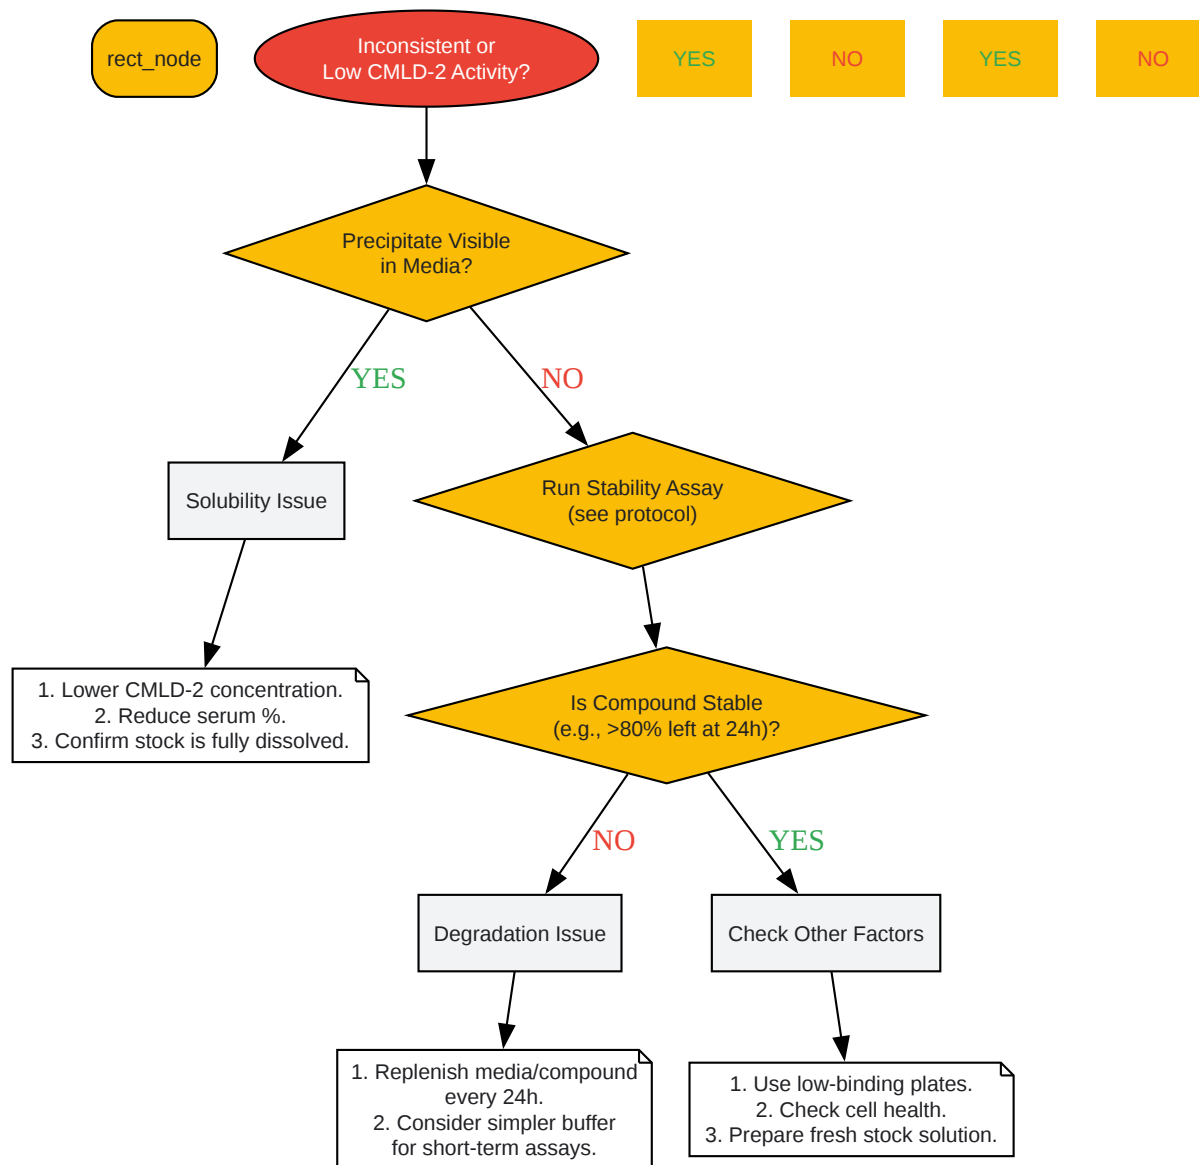 rect_node
Inconsistent or
Low CMLD-2 Activity?
YES
NO
YES
NO
Precipitate Visible
in Media?
YES
NO
Solubility Issue
Run Stability Assay
(see protocol)
1. Lower CMLD-2 concentration.
2. Reduce serum %.
3. Confirm stock is fully dissolved.
Is Compound Stable
(e.g., >80% left at 24h)?
NO
YES
Degradation Issue
Check Other Factors
1. Replenish media/compound
every 24h.
2. Consider simpler buffer
for short-term assays.
1. Use low-binding plates.
2. Check cell health.
3. Prepare fresh stock solution.